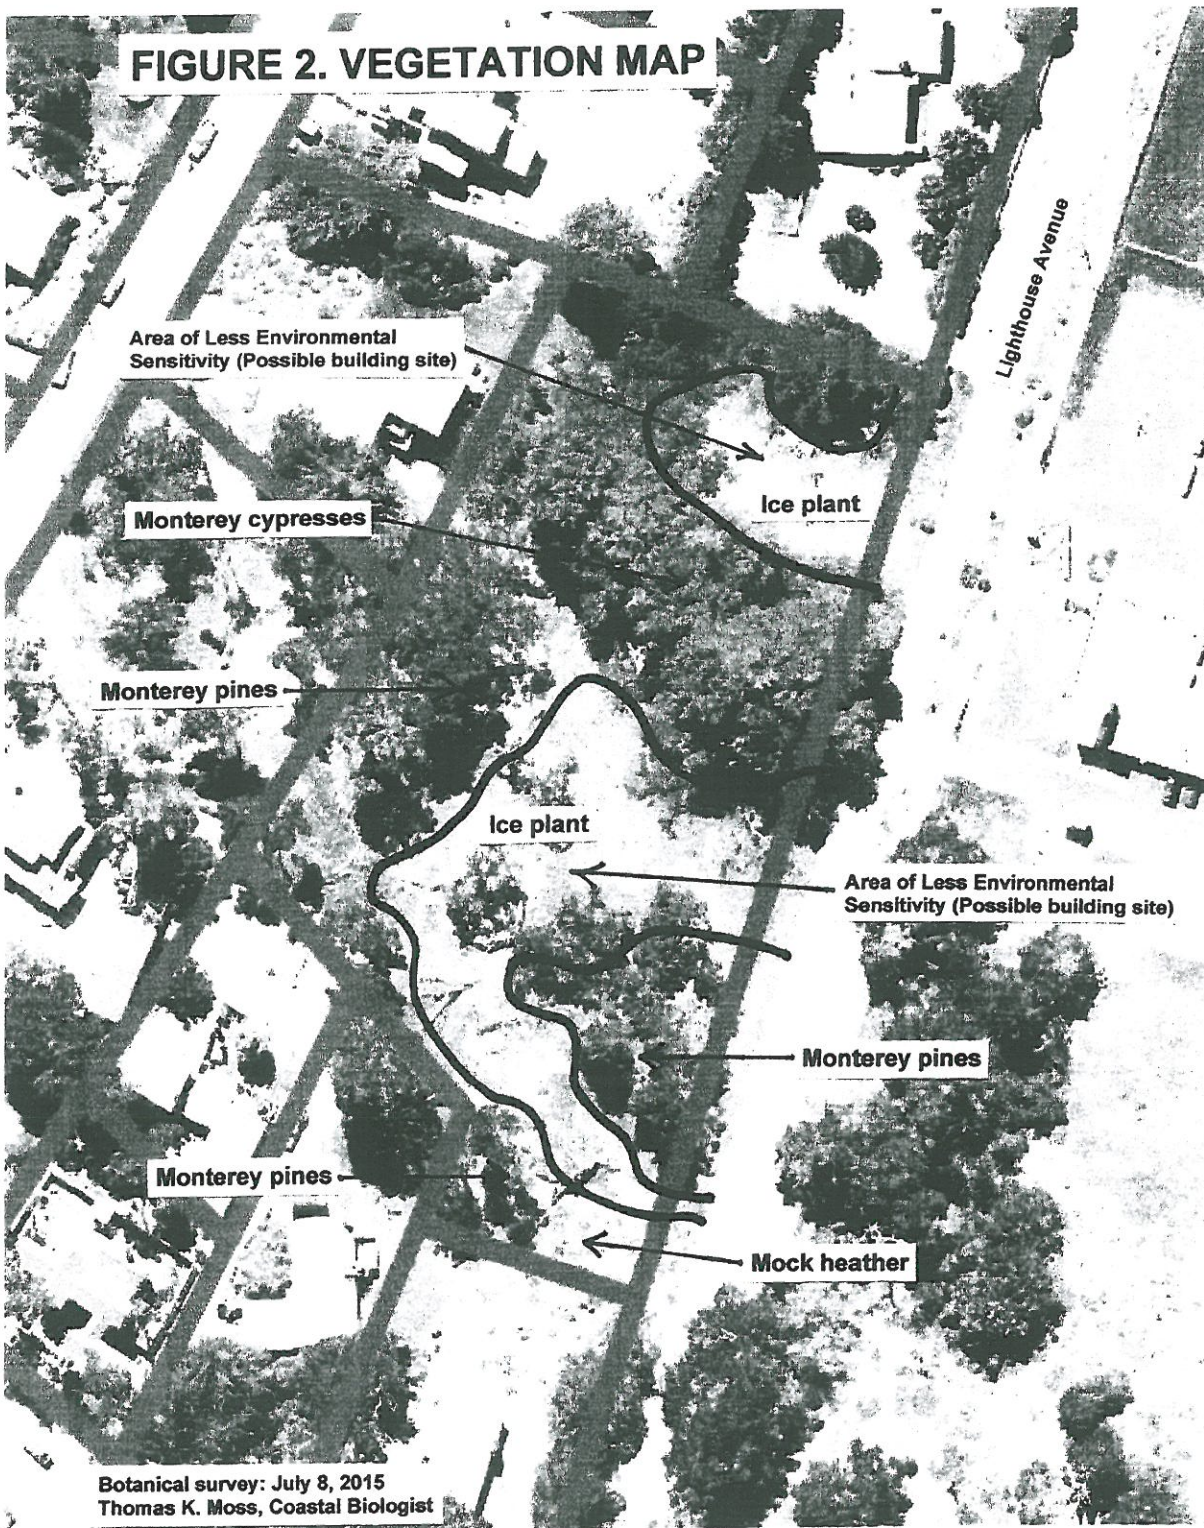 FIGURE 2. VEGETATION MAP
Lighthouse Avenue
Area of Less Environmental
Sensitivity (Possible building site)
Ice plant
Monterey cypresses
Monterey pines
Ice plant
Area of Less Environmental
Sensitivity (Possible building site)
Monterey pines
Monterey pines
Mock heather
Botanical survey: July 8, 2015
Thomas K. Moss, Coastal Biologist